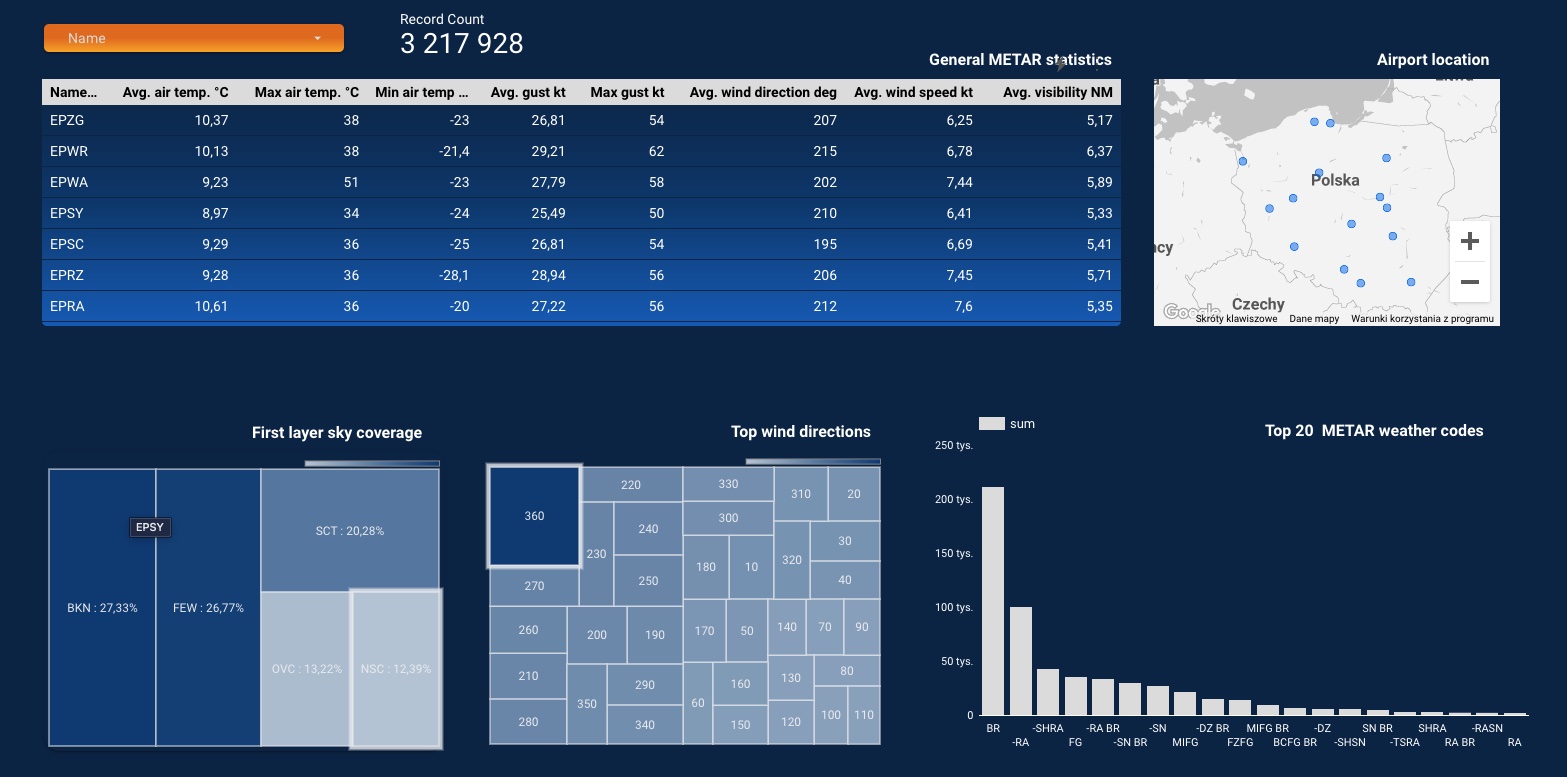 Name
Record Count
3 217 928
General METAR statistics
Airport location
Name... Avg. air temp. °C Max air temp. °C Min air temp ... Avg. gust kt Max gust kt Avg. wind direction deg Avg. wind speed kt Avg. visibility NM
EPZG 10,37 38 -23 26,81 54 207 6,25 5,17
EPWR 10,13 38 -21,4 29,21 62 215 6,78 6,37
EPWA 9,23 51 -23 27,79 58 202 7,44 5,89
EPSY 8,97 34 -24 25,49 50 210 6,41 5,33
EPSC 9,29 36 -25 26,81 54 195 6,69 5,41
EPRZ 9,28 36 -28,1 28,94 56 206 7,45 5,71
EPRA 10,61 36 -20 27,22 56 212 7,6 5,35
Polska
cy
Czechy
Google
Skróty klawiszowe Dane mapy Warunki korzystania z programu
First layer sky coverage
EPSY
SCT : 20,28%
BKN : 27,33% FEW : 26,77%
OVC : 13,22% NSC : 12,39%
Top wind directions
220 330 310 20
360 300
240 30
230 320
180 10
270 250 40
260 200 190 170 50 140 70 90
210 290 160 130 80
350 60
280 340 150 120 100 110
Top 20 METAR weather codes
sum
250 tys.
200 tys.
150 tys.
100 tys.
50 tys.
0
BR -SHRA -RA BR -SN -DZ BR MIFG BR -DZ SN BR SHRA -RASN
-RA FG -SN BR MIFG FZFG BCFG BR -SHSN -TSRA RA BR RA